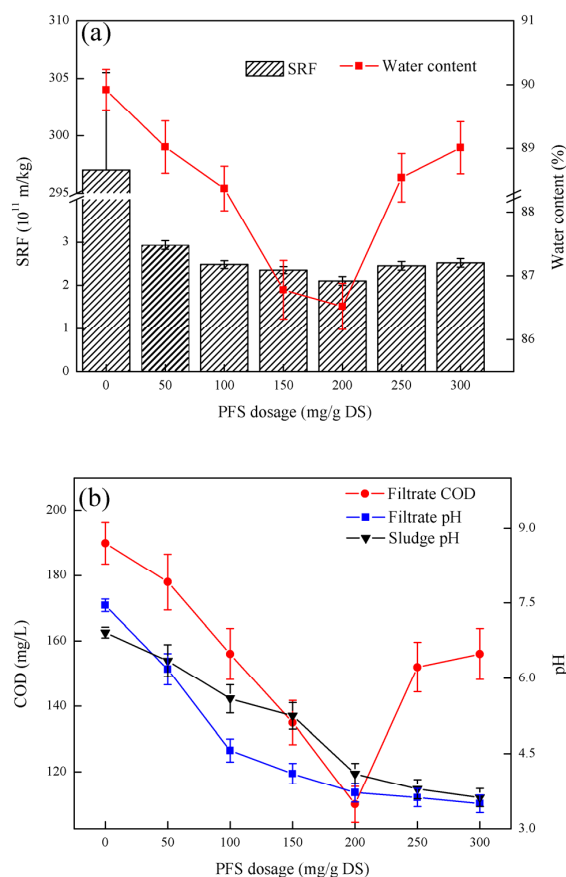 (a)
SRF
Water content
310
305
300
295
3
2
1
0
SRF (10¹¹ m/kg)
91
90
89
88
87
86
Water content (%)
0 50 100 150 200 250 300
PFS dosage (mg/g DS)
(b)
Filtrate COD
Filtrate pH
Sludge pH
200
180
160
140
120
COD (mg/L)
9.0
7.5
6.0
4.5
3.0
pH
0 50 100 150 200 250 300
PFS dosage (mg/g DS)